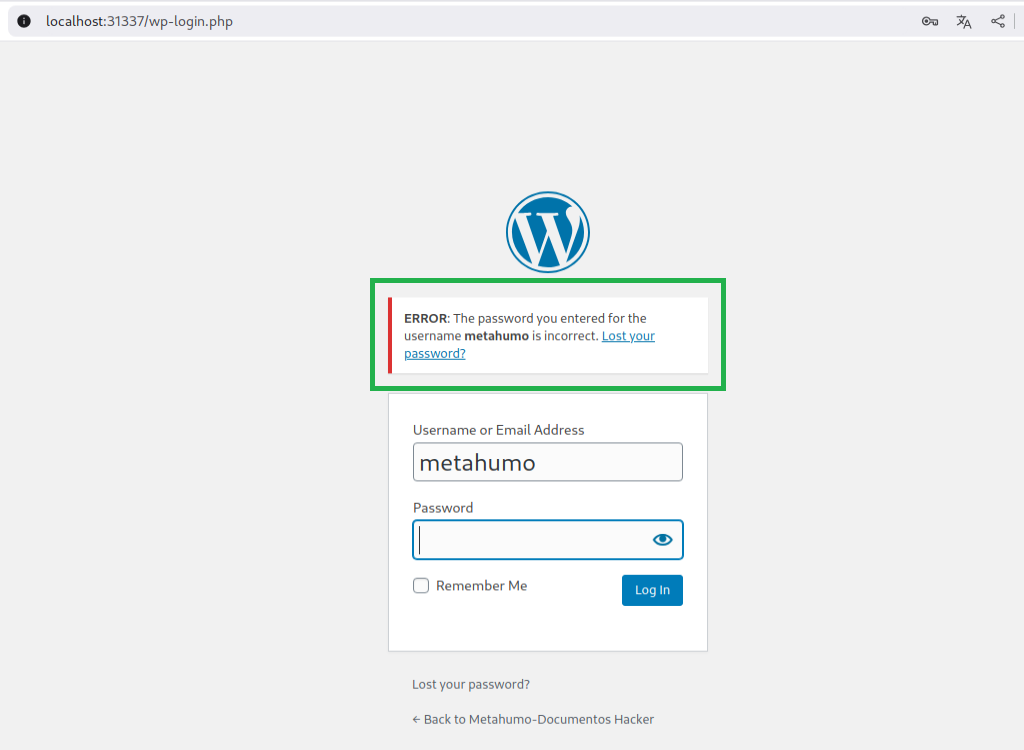 localhost:31337/wp-login.php
ERROR: The password you entered for the
username metahumo is incorrect. Lost your
password?
Username or Email Address
metahumo
Password
Remember Me
Log In
Lost your password?
← Back to Metahumo-Documentos Hacker